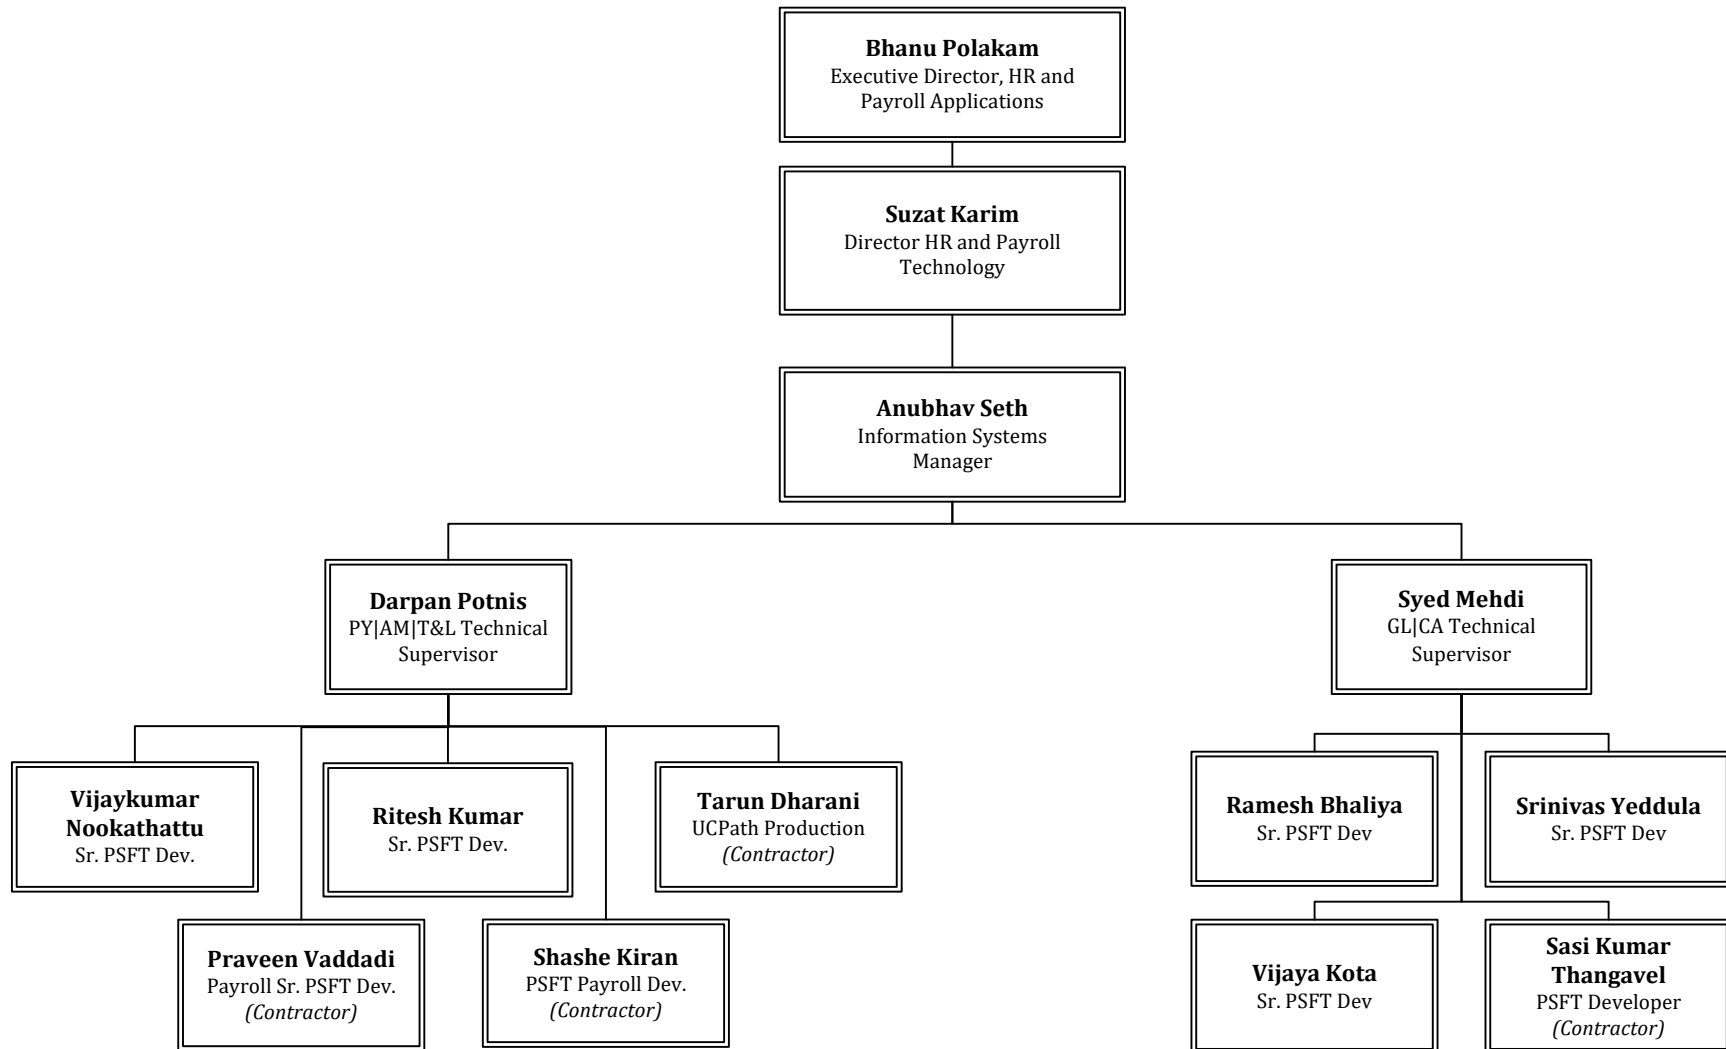 Bhanu Polakam
Executive Director, HR and
Payroll Applications
Suzat Karim
Director HR and Payroll
Technology
Anubhav Seth
Information Systems
Manager
Darpan Potnis
PY|AM|T&L Technical
Supervisor
Syed Mehdi
GL|CA Technical
Supervisor
Vijaykumar
Nookathattu
Sr. PSFT Dev.
Ritesh Kumar
Sr. PSFT Dev.
Tarun Dharani
UCPath Production
(Contractor)
Ramesh Bhaliya
Sr. PSFT Dev
Srinivas Yeddula
Sr. PSFT Dev
Praveen Vaddadi
Payroll Sr. PSFT Dev.
(Contractor)
Shashe Kiran
PSFT Payroll Dev.
(Contractor)
Vijaya Kota
Sr. PSFT Dev
Sasi Kumar
Thangavel
PSFT Developer
(Contractor)